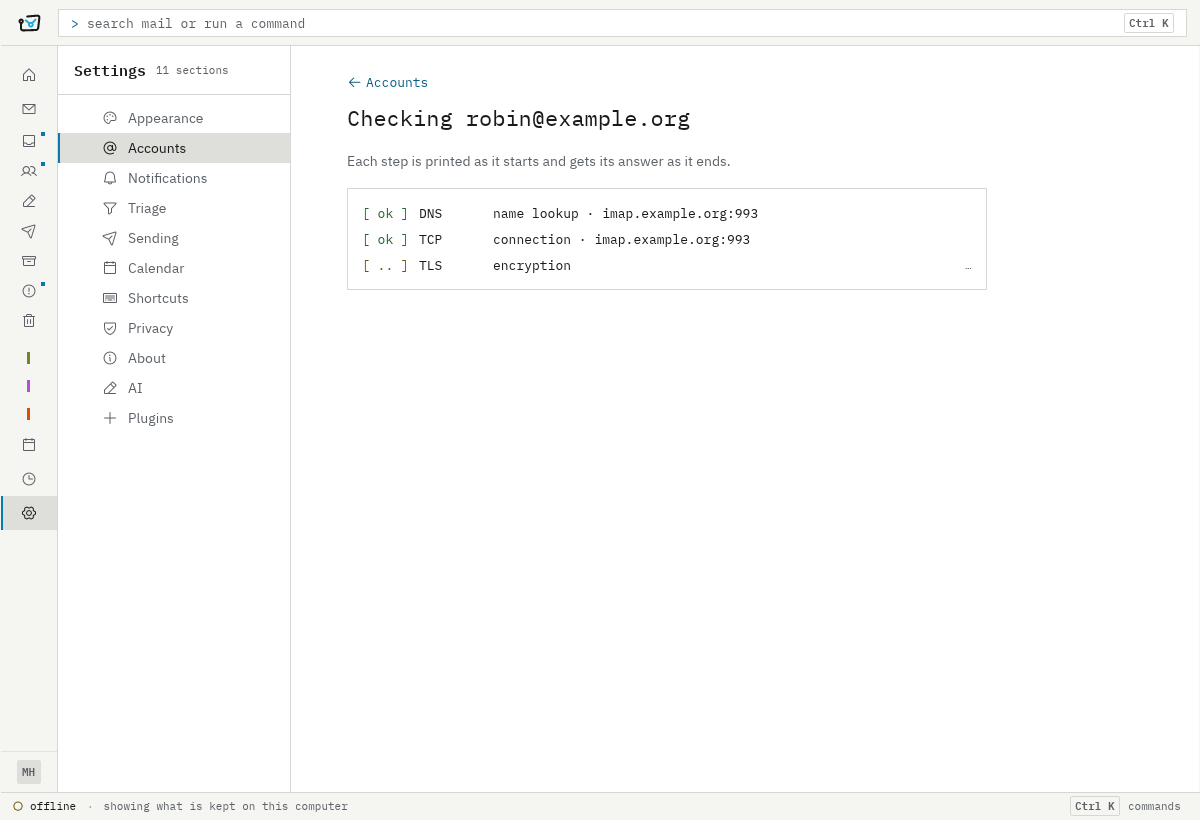 > search mail or run a command Ctrl K
Settings 11 sections
Appearance
Accounts
Notifications
Triage
Sending
Calendar
Shortcuts
Privacy
About
AI
Plugins
← Accounts
Checking robin@example.org
Each step is printed as it starts and gets its answer as it ends.
[ ok ] DNS name lookup · imap.example.org:993
[ ok ] TCP connection · imap.example.org:993
[ .. ] TLS encryption …
MH
offline · showing what is kept on this computer Ctrl K commands